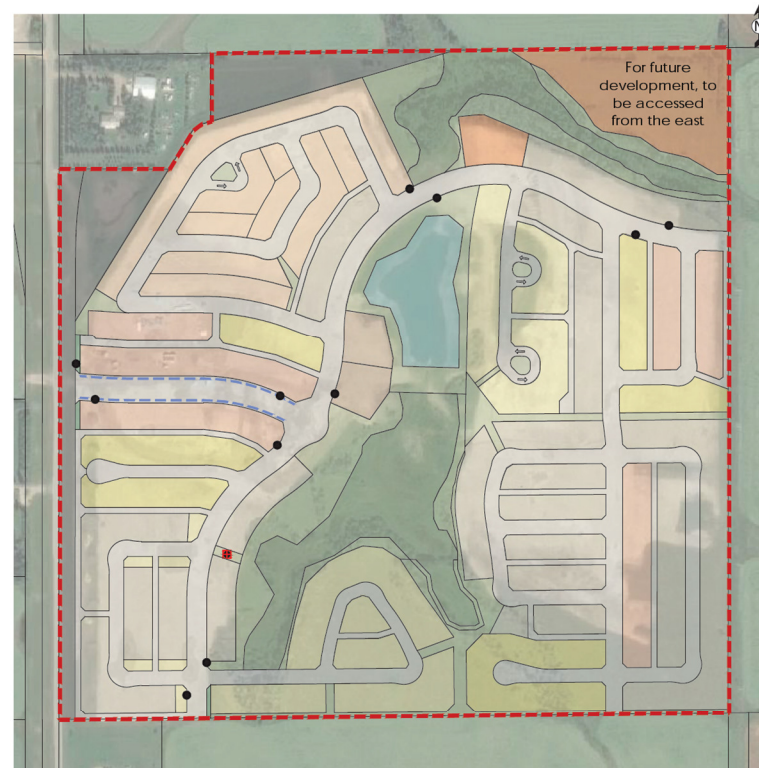 For future
development, to
be accessed
from the east